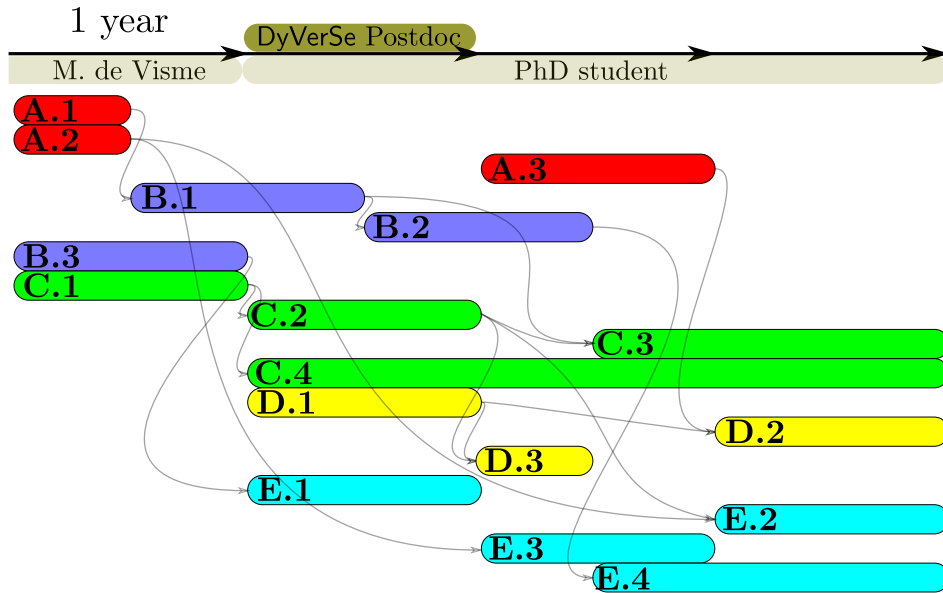 1 year
DyVerSe Postdoc
M. de Visme
PhD student
A.1
A.2
A.3
B.1
B.2
B.3
C.1
C.2
C.3
C.4
D.1
D.2
D.3
E.1
E.2
E.3
E.4